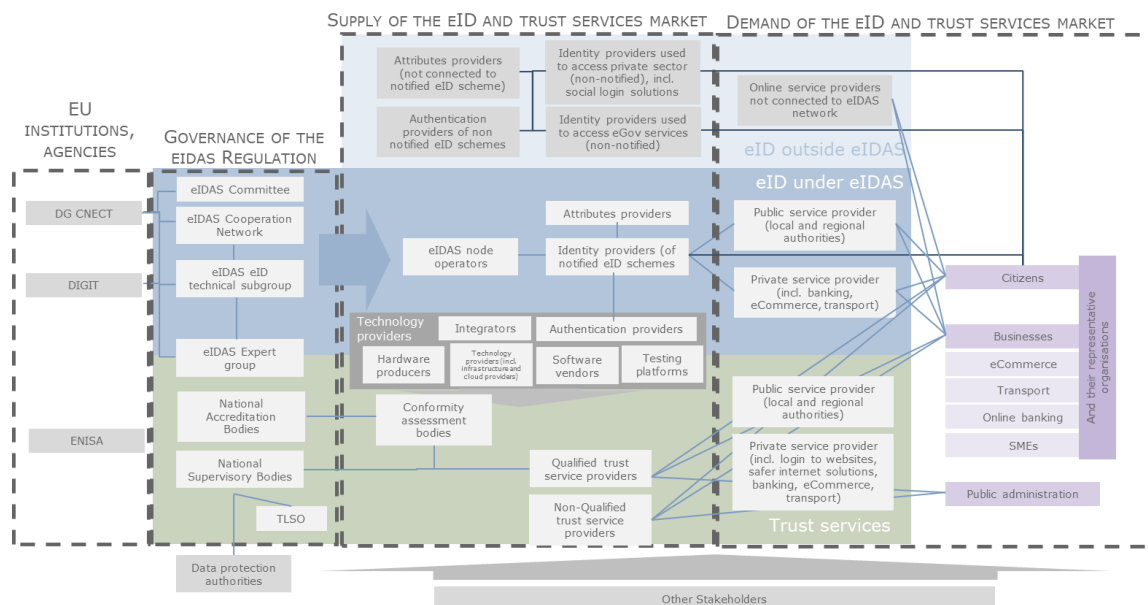 SUPPLY OF THE EID AND TRUST SERVICES MARKET
DEMAND OF THE EID AND TRUST SERVICES MARKET
EU
INSTITUTIONS,
AGENCIES
GOVERNANCE OF THE
EIDAS REGULATION
Attributes providers
(not connected to
notified eID scheme)
Identity providers used
to access private sector
(non-notified), incl.
social login solutions
Authentication
providers of non
notified eID schemes
Identity providers used
to access eGov services
(non-notified)
Online service providers
not connected to eIDAS
network
eID outside eIDAS
eID under eIDAS
DG CNECT
DIGIT
ENISA
eIDAS Committee
eIDAS Cooperation
Network
eIDAS eID
technical subgroup
eIDAS Expert
group
National
Accreditation
Bodies
National
Supervisory Bodies
TLSO
Data protection
authorities
Attributes providers
eIDAS node
operators
Identity providers (of
notified eID schemes)
Technology
providers
Integrators
Authentication providers
Hardware
producers
Technology providers (incl.
infrastructure and
cloud providers)
Software
vendors
Testing
platforms
Conformity
assessment
bodies
Qualified trust
service providers
Non-Qualified
trust service
providers
Public service provider
(local and regional
authorities)
Private service provider
(incl. banking,
eCommerce, transport)
Public service provider
(local and regional
authorities)
Private service provider
(incl. login to websites,
safer internet solutions,
banking, eCommerce,
transport)
Trust services
Citizens
Businesses
eCommerce
Transport
Online banking
SMEs
Public administration
And their representative
organisations
Other Stakeholders